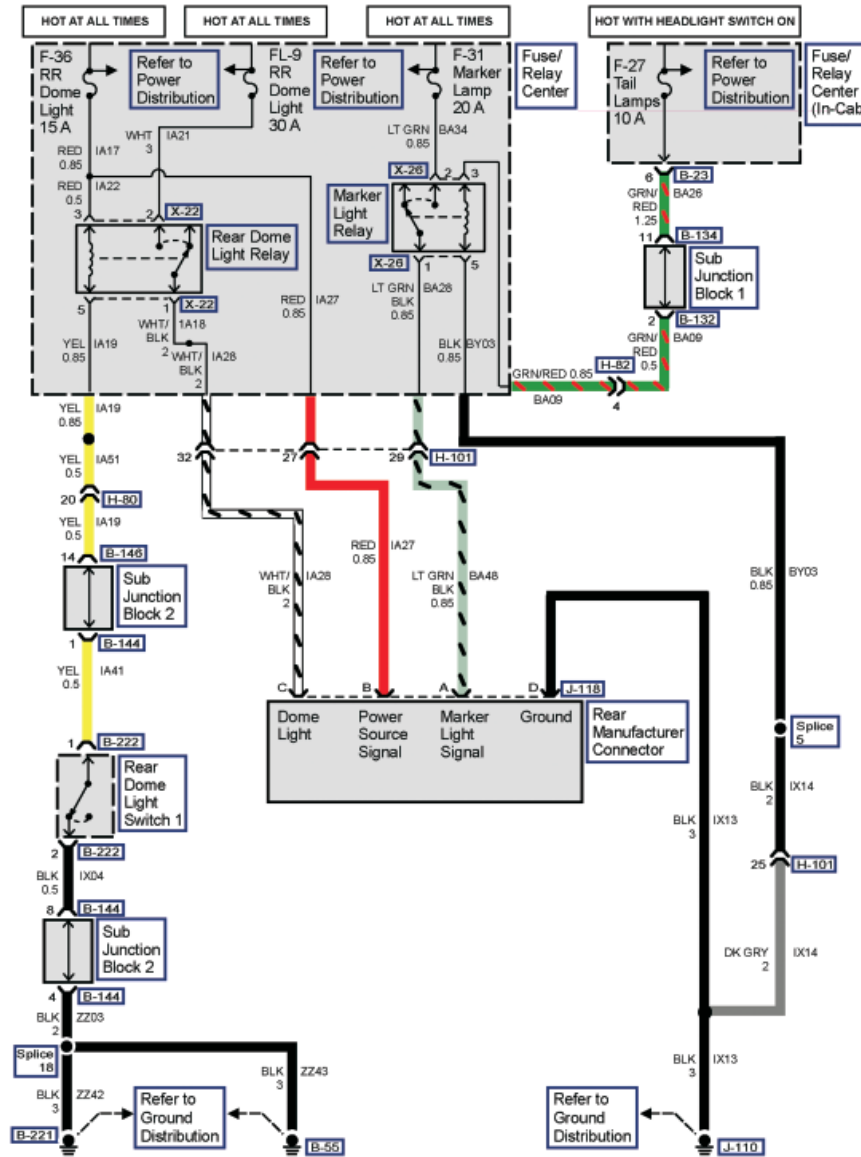 HOT AT ALL TIMES
HOT AT ALL TIMES
HOT AT ALL TIMES
HOT WITH HEADLIGHT SWITCH ON
F-36
RR
Dome
Light
15 A
Refer to
Power
Distribution
FL-9
RR
Dome
Light
30 A
Refer to
Power
Distribution
F-31
Marker
Lamp
20 A
Fuse/
Relay
Center
F-27
Tail
Lamps
10 A
Refer to
Power
Distribution
Fuse/
Relay
Center
(In-Cab
WHT
3
IA21
RED
0.85
IA17
RED
0.5
IA22
LT GRN
0.85
BA34
X-26
2
3
Marker
Light
Relay
X-26
1
5
3
2
X-22
Rear Dome
Light Relay
5
1
X-22
YEL
0.85
IA19
WHT/
BLK
2
1A18
WHT/
BLK
2
IA28
RED
0.85
IA27
LT GRN
BLK
0.85
BA28
BLK
0.85
BY03
6
B-23
GRN/
RED
1.25
BA26
11
B-134
Sub
Junction
Block 1
2
B-132
GRN/
RED
0.5
BA09
H-82
4
GRN/RED 0.85
BA09
YEL
0.85
IA19
YEL
0.5
IA51
20
H-80
YEL
0.5
IA19
14
B-146
Sub
Junction
Block 2
1
B-144
YEL
0.5
IA41
1
B-222
Rear
Dome
Light
Switch 1
2
B-222
BLK
0.5
IX04
8
B-144
Sub
Junction
Block 2
4
B-144
BLK
2
ZZ03
Splice
18
BLK
3
ZZ42
BLK
3
ZZ43
B-221
Refer to
Ground
Distribution
B-55
32
27
29
H-101
WHT/
BLK
2
IA28
RED
0.85
IA27
LT GRN
BLK
0.85
BA48
BLK
0.85
BY03
C
B
A
D
J-118
Dome
Light
Power
Source
Signal
Marker
Light
Signal
Ground
Rear
Manufacturer
Connector
Splice
5
BLK
2
IX14
BLK
3
IX13
25
H-101
DK GRY
2
IX14
BLK
3
IX13
Refer to
Ground
Distribution
J-110